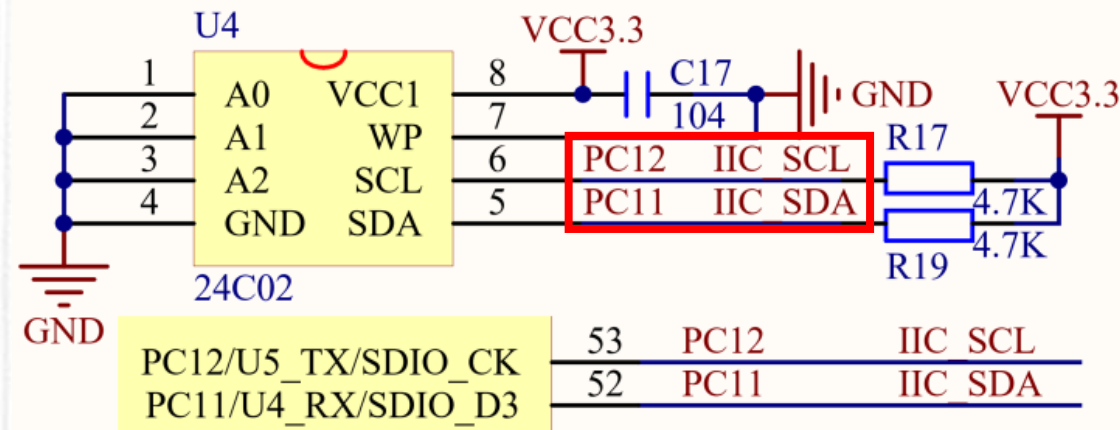 U4
VCC3.3
1 A0 VCC1 8 C17 GND VCC3.3
2 A1 WP 7 104 R17
3 A2 SCL 6 PC12 IIC_SCL 4.7K
4 GND SDA 5 PC11 IIC_SDA 4.7K
24C02 R19
GND
PC12/U5_TX/SDIO_CK 53 PC12 IIC_SCL
PC11/U4_RX/SDIO_D3 52 PC11 IIC_SDA